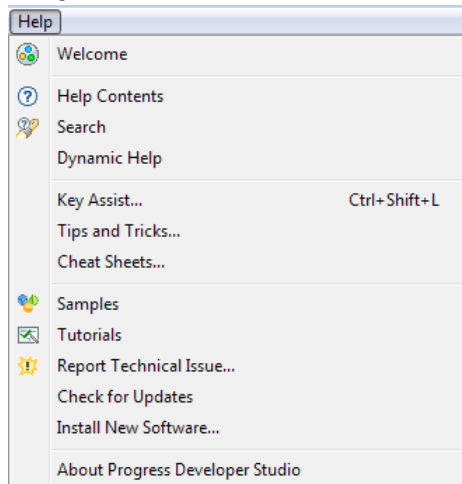 Help
Welcome
Help Contents
Search
Dynamic Help
Key Assist... Ctrl+Shift+L
Tips and Tricks...
Cheat Sheets...
Samples
Tutorials
Report Technical Issue...
Check for Updates
Install New Software...
About Progress Developer Studio